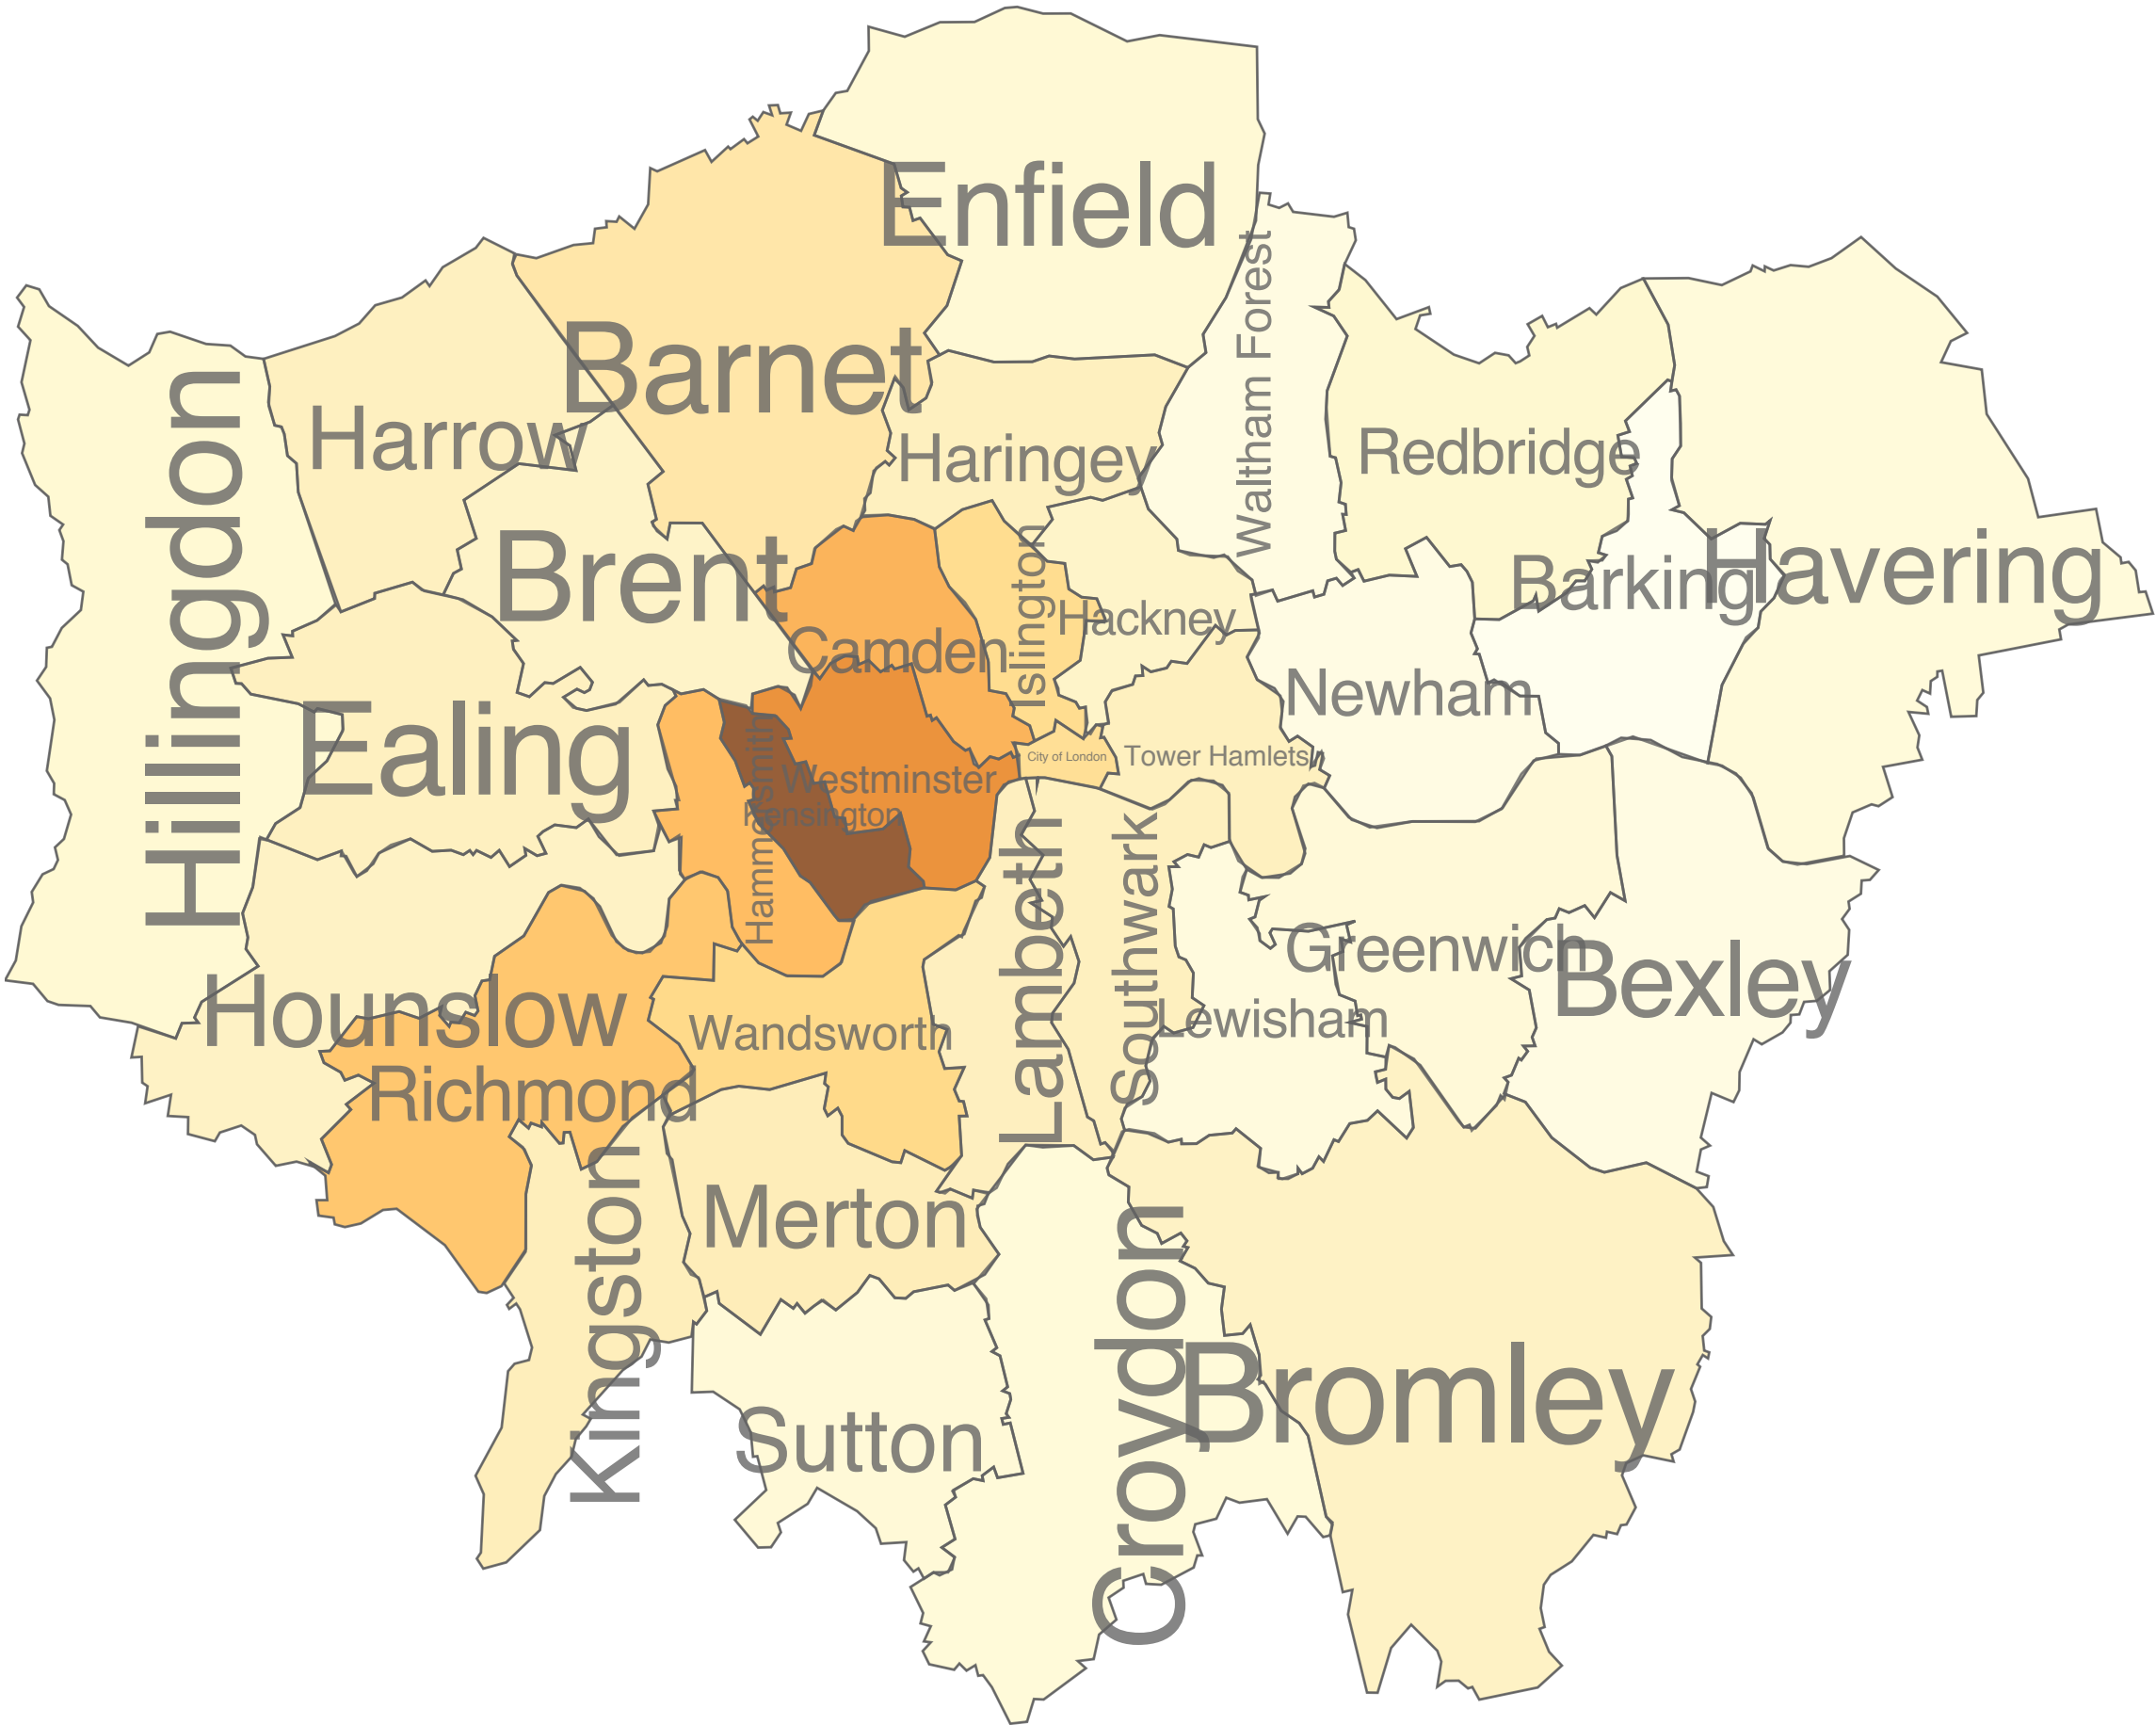 Enfield
Waltham Forest
Barnet
Harrow
Haringey
Redbridge
Hillingdon
Brent
Islington
Barking
Havering
Hackney
Camden
Newham
Ealing
Hammersmith
Westminster
City of London
Tower Hamlets
Kensington
Lambeth
Southwark
Greenwich
Bexley
Hounslow
Wandsworth
Lewisham
Richmond
Kingston
Merton
Croydon
Bromley
Sutton